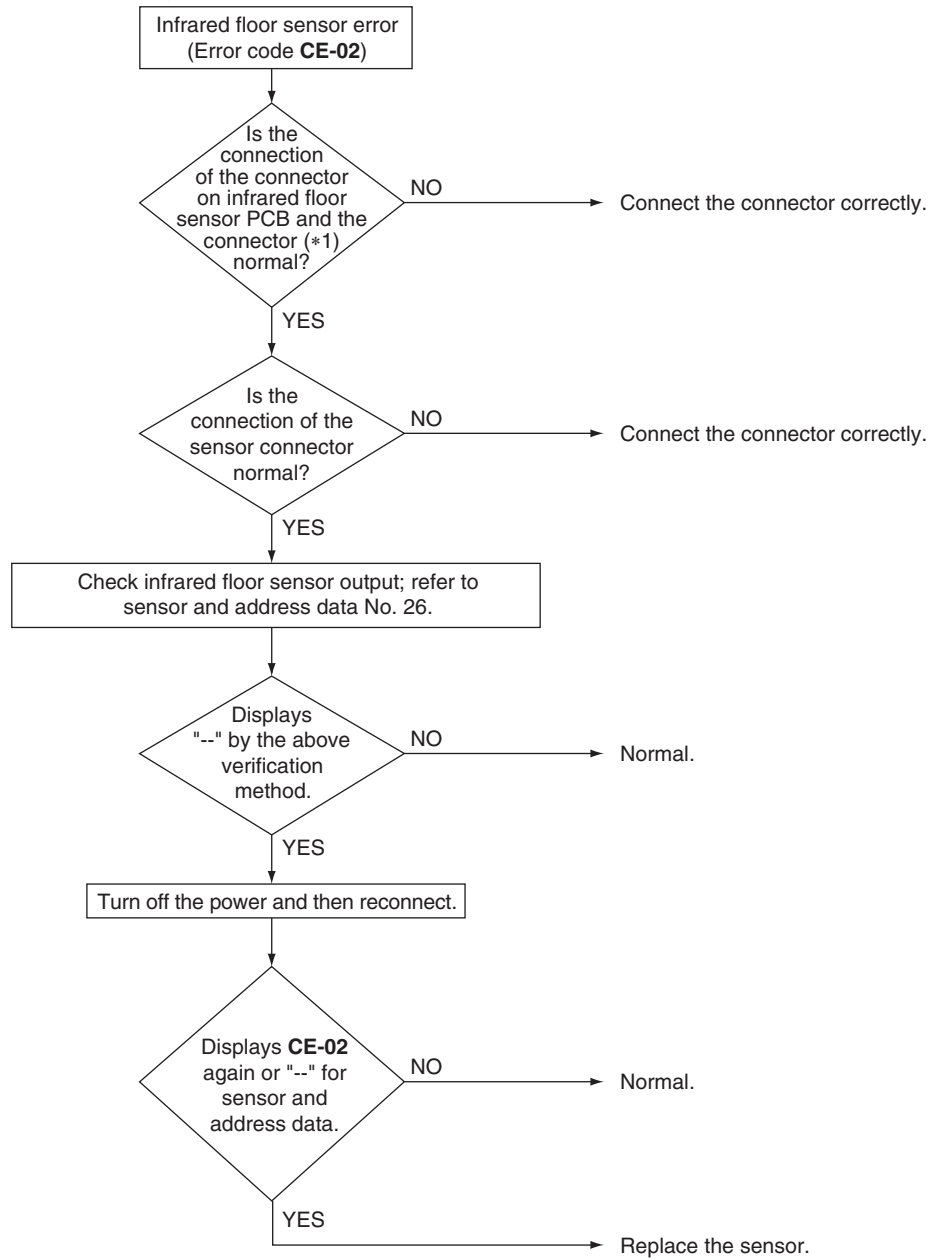 Infrared floor sensor error
(Error code CE-02)
Is the
connection
of the connector
on infrared floor
sensor PCB and the
connector (*1)
normal?
NO
Connect the connector correctly.
YES
Is the
connection of the
sensor connector
normal?
NO
Connect the connector correctly.
YES
Check infrared floor sensor output; refer to
sensor and address data No. 26.
Displays
"--" by the above
verification
method.
NO
Normal.
YES
Turn off the power and then reconnect.
Displays CE-02
again or "--" for
sensor and
address data.
NO
Normal.
YES
Replace the sensor.